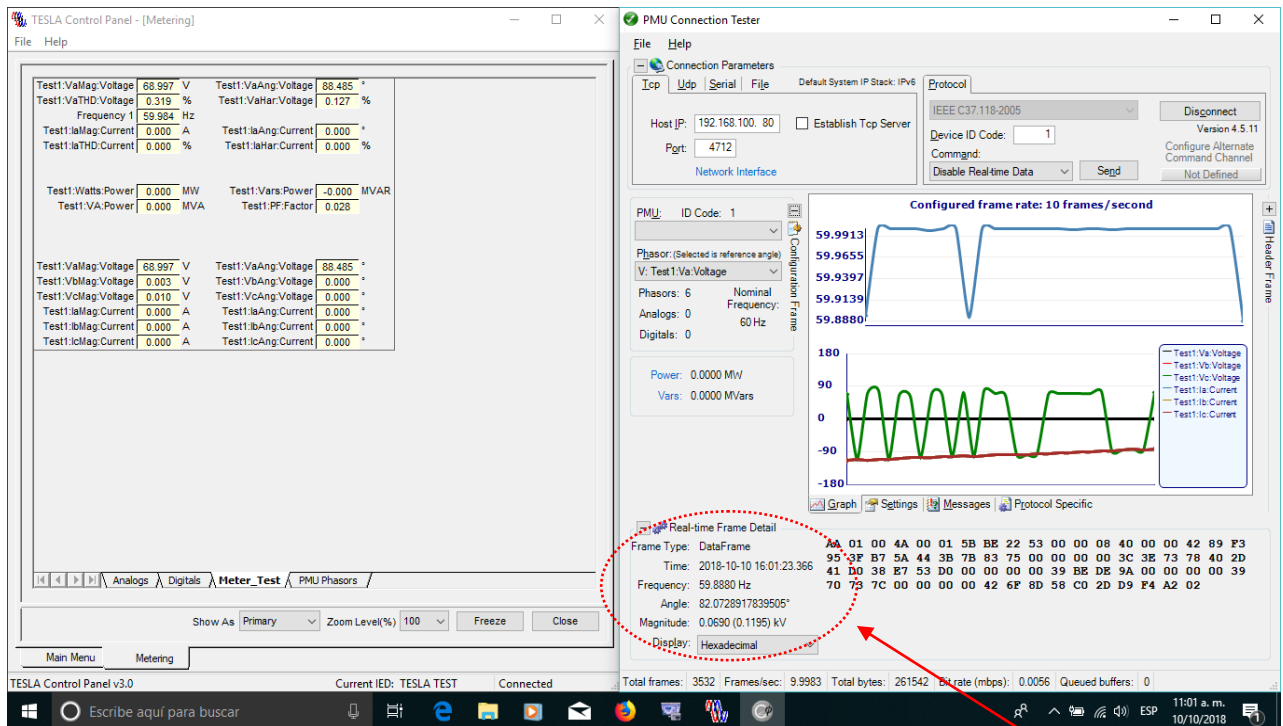 TESLA Control Panel - [Metering]
File Help
Test1:VaMag:Voltage 68.997 V Test1:VaAng:Voltage 88.485 °
Test1:VaTHD:Voltage 0.319 % Test1:VaHar:Voltage 0.127 %
Frequency 1 59.984 Hz
Test1:IaMag:Current 0.000 A Test1:IaAng:Current 0.000 °
Test1:IaTHD:Current 0.000 % Test1:IaHar:Current 0.000 %
Test1:Watts:Power 0.000 MW Test1:Vars:Power -0.000 MVAR
Test1:VA:Power 0.000 MVA Test1:PF:Factor 0.028
Test1:VaMag:Voltage 68.997 V Test1:VaAng:Voltage 88.485 °
Test1:VbMag:Voltage 0.003 V Test1:VbAng:Voltage 0.000 °
Test1:VcMag:Voltage 0.010 V Test1:VcAng:Voltage 0.000 °
Test1:IaMag:Current 0.000 A Test1:IaAng:Current 0.000 °
Test1:IbMag:Current 0.000 A Test1:IbAng:Current 0.000 °
Test1:IcMag:Current 0.000 A Test1:IcAng:Current 0.000 °
Analogs Digitals Meter_Test PMU Phasors
Show As Primary Zoom Level(%) 100 Freeze Close
Main Menu Metering
TESLA Control Panel v3.0 Current IED: TESLA TEST Connected
PMU Connection Tester
File Help
Connection Parameters
Tcp Udp Serial File Default System IP Stack: IPv6
Host IP: 192.168.100. 80 Establish Tcp Server
Port: 4712
Network Interface
Protocol
IEEE C37.118-2005
Device ID Code: 1
Command:
Disable Real-time Data Send
Disconnect
Version 4.5.11
Configure Alternate
Command Channel
Not Defined
PMU: ID Code: 1
Phasor: (Selected is reference angle)
V: Test1:Va:Voltage
Phasors: 6 Nominal
Frequency:
Analogs: 0
60 Hz
Digitals: 0
Power: 0.0000 MW
Vars: 0.0000 MVars
Configuration Frame
Configured frame rate: 10 frames/second
59.9913
59.9655
59.9397
59.9139
59.8880
180
90
0
-90
-180
Test1:Va:Voltage
Test1:Vb:Voltage
Test1:Vc:Voltage
Test1:Ia:Current
Test1:Ib:Current
Test1:Ic:Current
Header Frame
Graph Settings Messages Protocol Specific
Real-time Frame Detail
Frame Type: DataFrame
Time: 2018-10-10 16:01:23.366
Frequency: 59.8880 Hz
Angle: 82.0728917839505°
Magnitude: 0.0690 (0.1195) kV
Display: Hexadecimal
AA 01 00 4A 00 01 5B BE 22 53 00 00 08 40 00 00 42 89 F3
95 3F B7 5A 44 3B 7B 83 75 00 00 00 00 3C 3E 73 78 40 2D
41 D0 38 E7 53 D0 00 00 00 00 39 BE DE 9A 00 00 00 00 39
70 73 7C 00 00 00 00 42 6F 8D 58 C0 2D D9 F4 A2 02
Total frames: 3532 Frames/sec: 9.9983 Total bytes: 261542 Bit rate (mbps): 0.0056 Queued buffers: 0
Escribe aquí para buscar
ESP
11:01 a. m.
10/10/2018
1